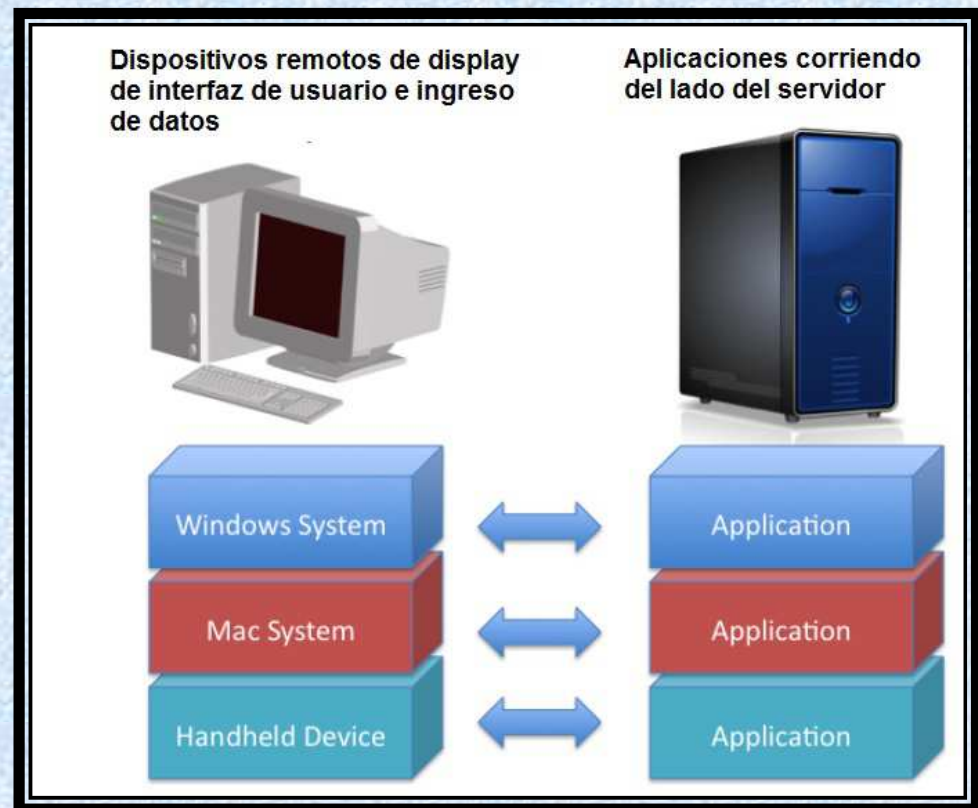 Dispositivos remotos de display
de interfaz de usuario e ingreso
de datos
Aplicaciones corriendo
del lado del servidor
Windows System
Application
Mac System
Application
Handheld Device
Application